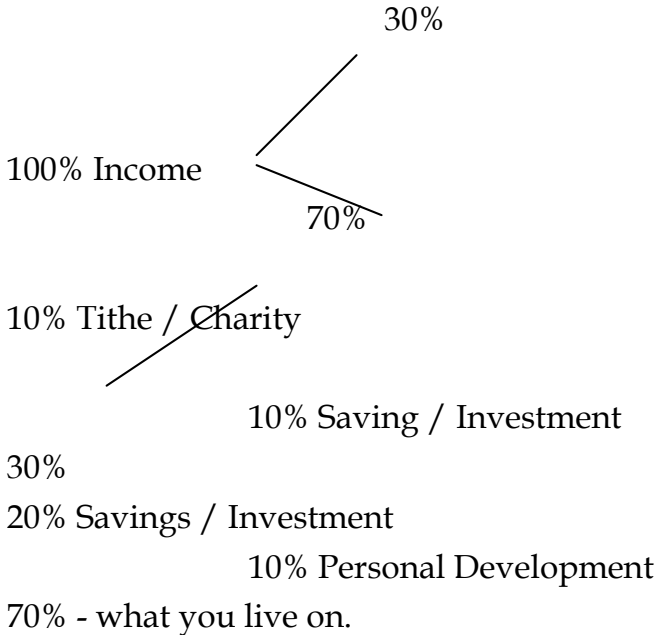 30%
100% Income
70%
10% Tithe / Charity
10% Saving / Investment
30%
20% Savings / Investment
10% Personal Development
70% - what you live on.